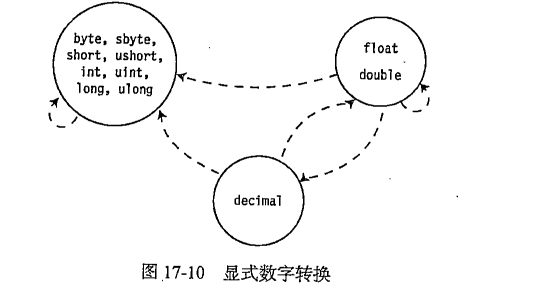 byte, sbyte,
short, ushort,
int, uint,
long, ulong
float
double
decimal
图 17-10 显式数字转换